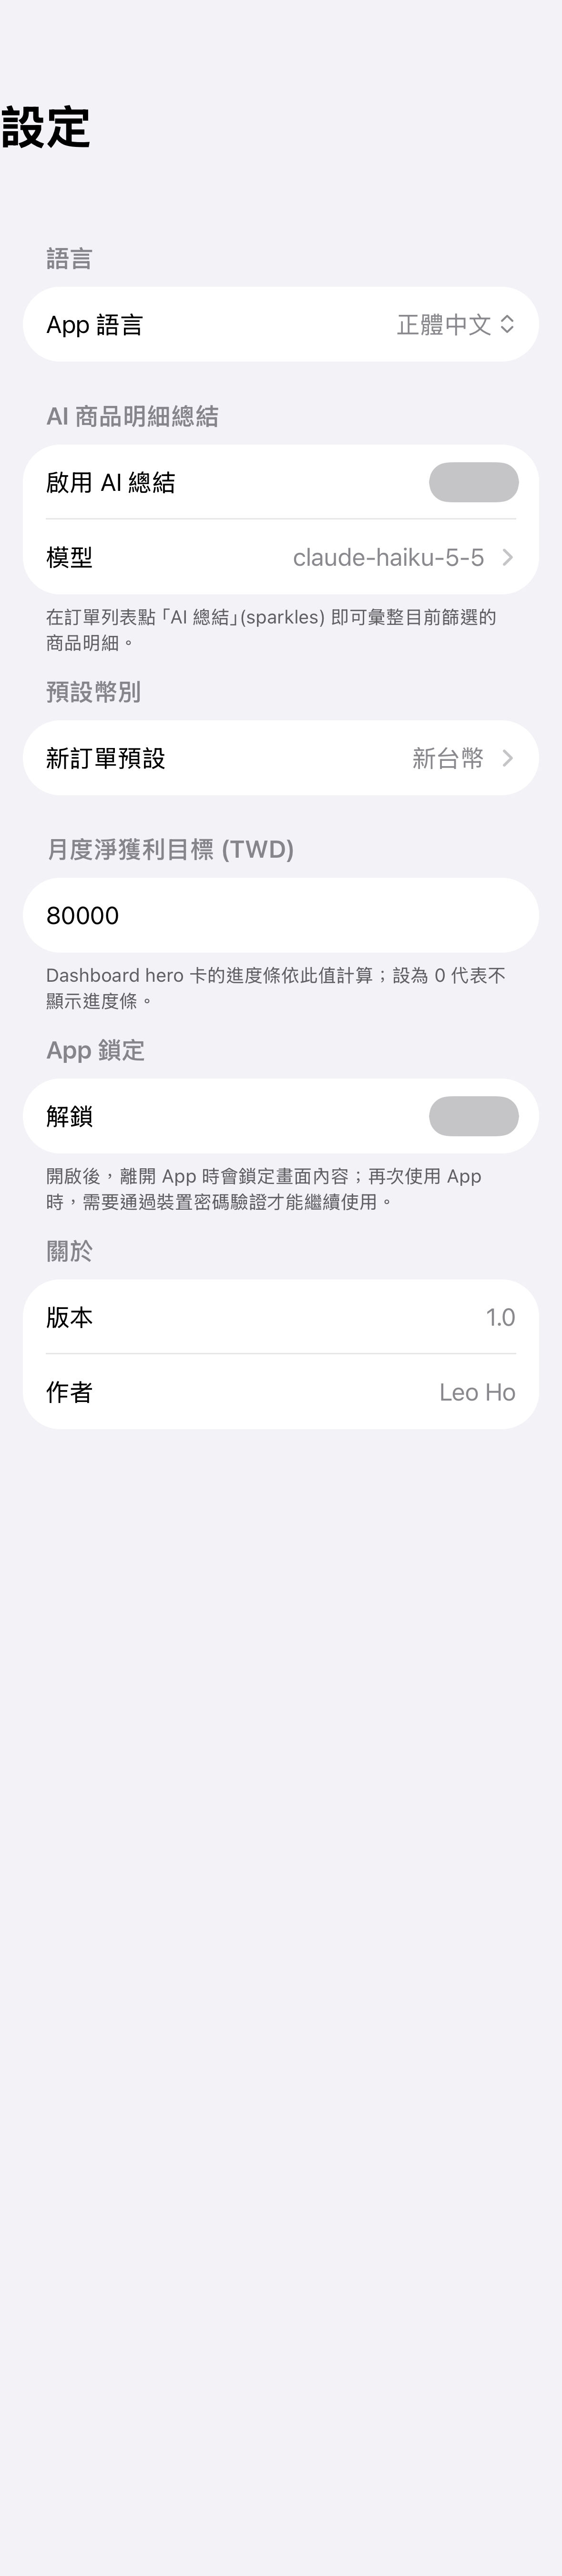 設定
語言
App 語言
正體中文
AI 商品明細總結
啟用 AI 總結
模型
claude-haiku-5-5
在訂單列表點「AI 總結」(sparkles) 即可彙整目前篩選的
商品明細。
預設幣別
新訂單預設
新台幣
月度淨獲利目標 (TWD)
80000
Dashboard hero 卡的進度條依此值計算；設為 0 代表不
顯示進度條。
App 鎖定
解鎖
開啟後，離開 App 時會鎖定畫面內容；再次使用 App
時，需要通過裝置密碼驗證才能繼續使用。
關於
版本
1.0
作者
Leo Ho